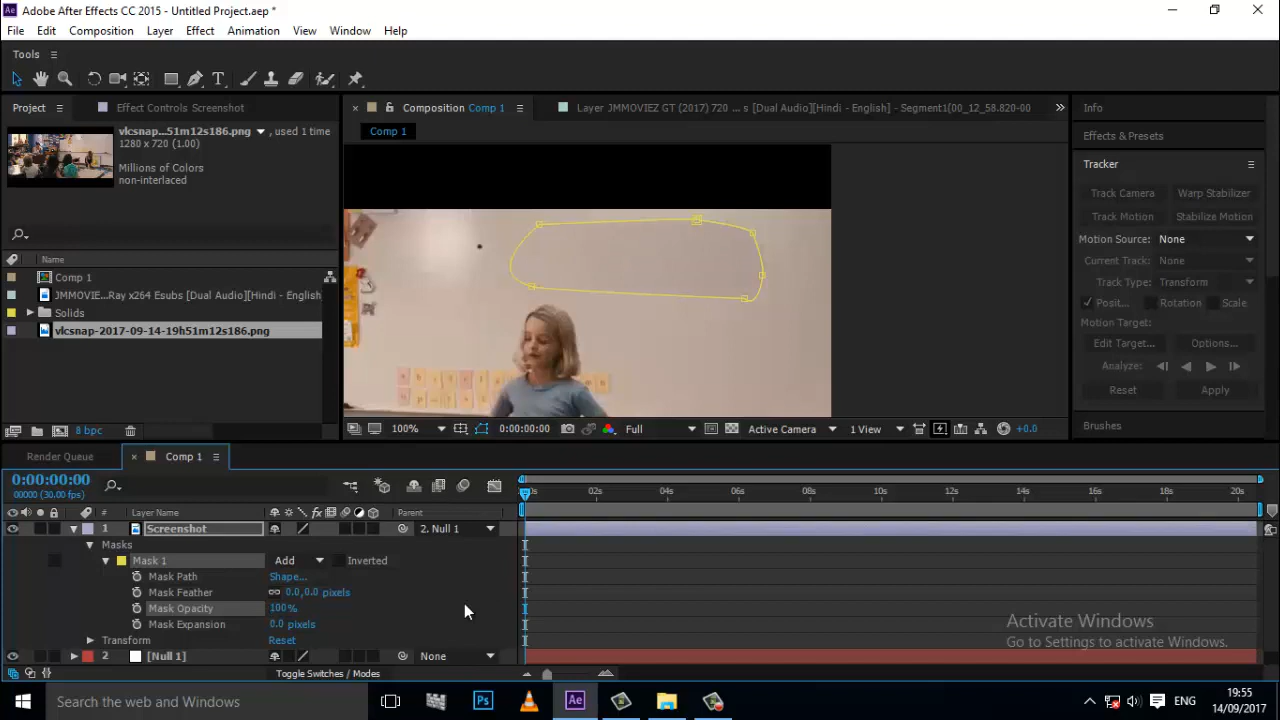 Adobe After Effects CC 2015 - Untitled Project.aep *
File Edit Composition Layer Effect Animation View Window Help
Tools
Project
Effect Controls Screenshot
Composition Comp 1
Layer JMMOVIEZ GT (2017) 720 ... s [Dual Audio][Hindi - English] - Segment1(00_12_58.820-00
Info
Comp 1
Effects & Presets
vlcsnap...51m12s186.png , used 1 time
1280 x 720 (1.00)
Millions of Colors
non-interlaced
Tracker
Track Camera Warp Stabilizer
Track Motion Stabilize Motion
Motion Source: None
Current Track: None
Track Type: Transform
Positi... Rotation Scale
Motion Target:
Edit Target... Options...
Analyze:
Reset Apply
Brushes
Name
Comp 1
JMMOVIE...Ray x264 Esubs [Dual Audio][Hindi - English
Solids
vlcsnap-2017-09-14-19h51m12s186.png
8 bpc
100% 0:00:00:00 Full Active Camera 1 View +0.0
Render Queue Comp 1
0:00:00:00
00000 (30.00 fps)
0s 02s 04s 06s 08s 10s 12s 14s 16s 18s 20s
# Layer Name Parent
1 Screenshot 2. Null 1
Masks
Mask 1 Add Inverted
Mask Path Shape...
Mask Feather 0.0,0.0 pixels
Mask Opacity 100%
Mask Expansion 0.0 pixels
Transform Reset
2 [Null 1] None
Toggle Switches / Modes
Activate Windows
Go to Settings to activate Windows.
Search the web and Windows
Ps
Ae
ENG
19:55
14/09/2017